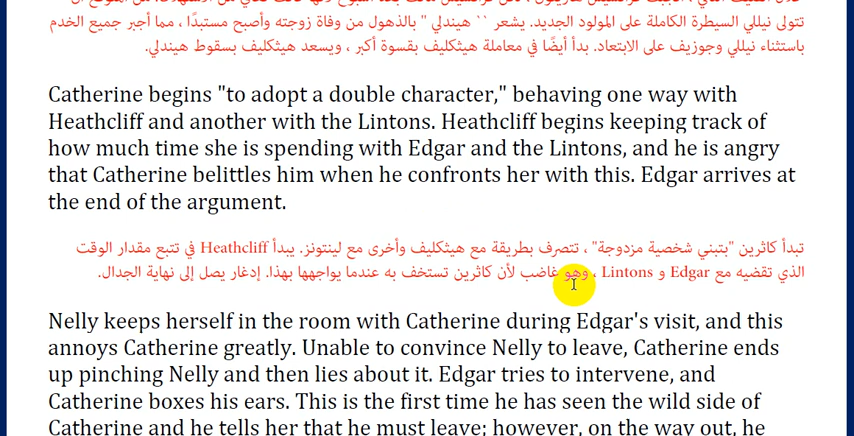 تتولى نيللي السيطرة الكاملة على المولود الجديد. يشعر `` هيندلي " بالذهول من وفاة زوجته وأصبح مستبدًا ، مما أجبر جميع الخدم
باستثناء نيللي وجوزيف على الابتعاد. بدأ أيضًا في معاملة هيثكليف بقسوة أكبر ، ويسعد هيثكليف بسقوط هيندلي.
Catherine begins "to adopt a double character," behaving one way with
Heathcliff and another with the Lintons. Heathcliff begins keeping track of
how much time she is spending with Edgar and the Lintons, and he is angry
that Catherine belittles him when he confronts her with this. Edgar arrives at
the end of the argument.
تبدأ كاثرين "بتبني شخصية مزدوجة" ، تتصرف بطريقة مع هيثكليف وأخرى مع لينتونز. يبدأ Heathcliff في تتبع مقدار الوقت
الذي تقضيه مع Edgar و Lintons ، وهو غاضب لأن كاثرين تستخف به عندما يواجهها بهذا. إدغار يصل إلى نهاية الجدال.
Nelly keeps herself in the room with Catherine during Edgar's visit, and this
annoys Catherine greatly. Unable to convince Nelly to leave, Catherine ends
up pinching Nelly and then lies about it. Edgar tries to intervene, and
Catherine boxes his ears. This is the first time he has seen the wild side of
Catherine and he tells her that he must leave; however, on the way out, he